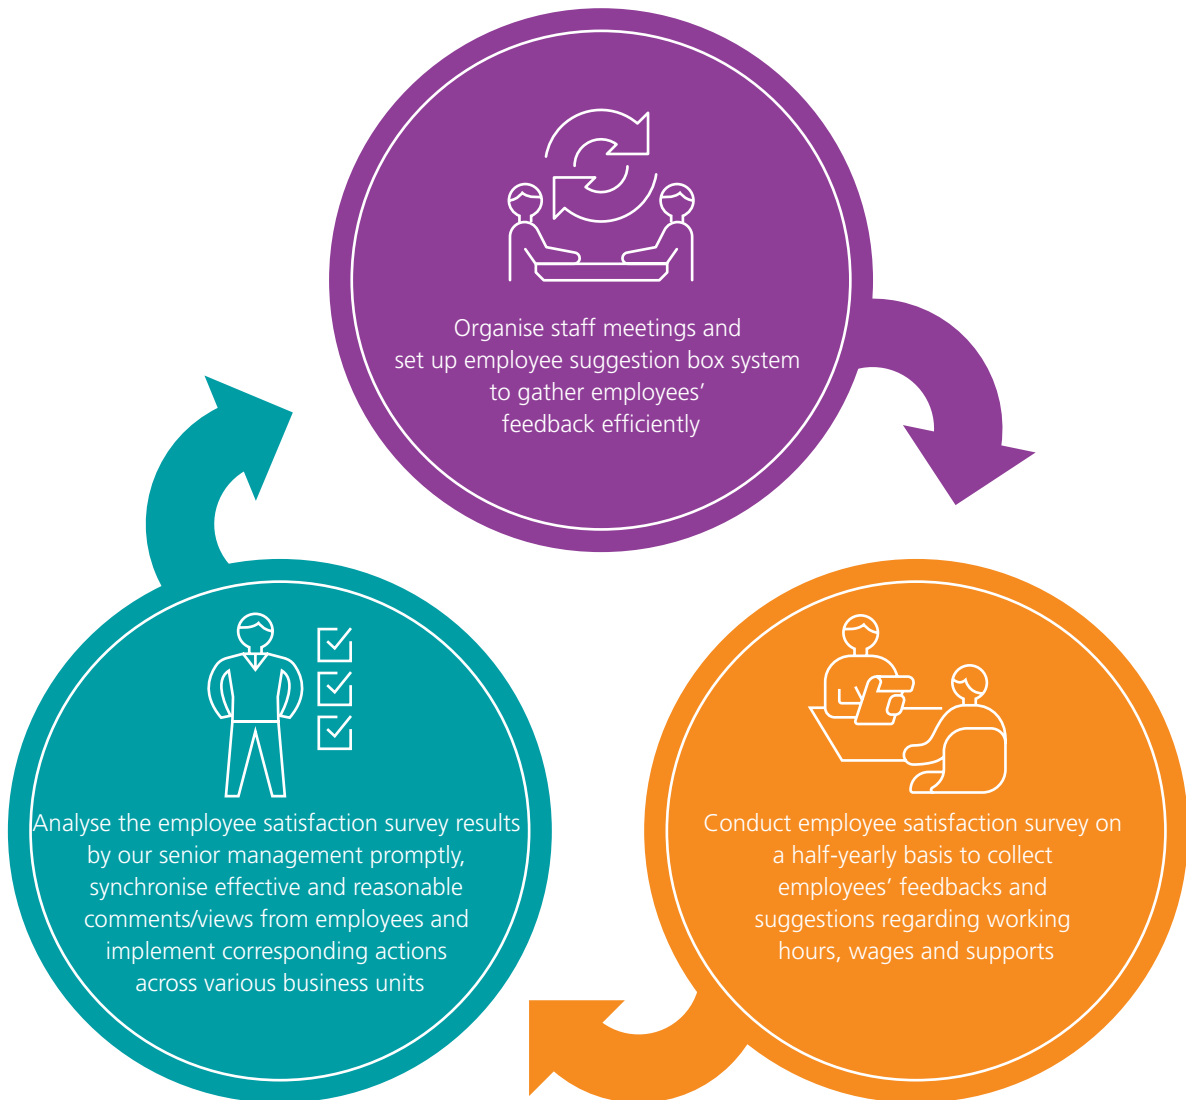 Organise staff meetings and
set up employee suggestion box system
to gather employees’
feedback efficiently
Conduct employee satisfaction survey on
a half-yearly basis to collect
employees’ feedbacks and
suggestions regarding working
hours, wages and supports
Analyse the employee satisfaction survey results
by our senior management promptly,
synchronise effective and reasonable
comments/views from employees and
implement corresponding actions
across various business units